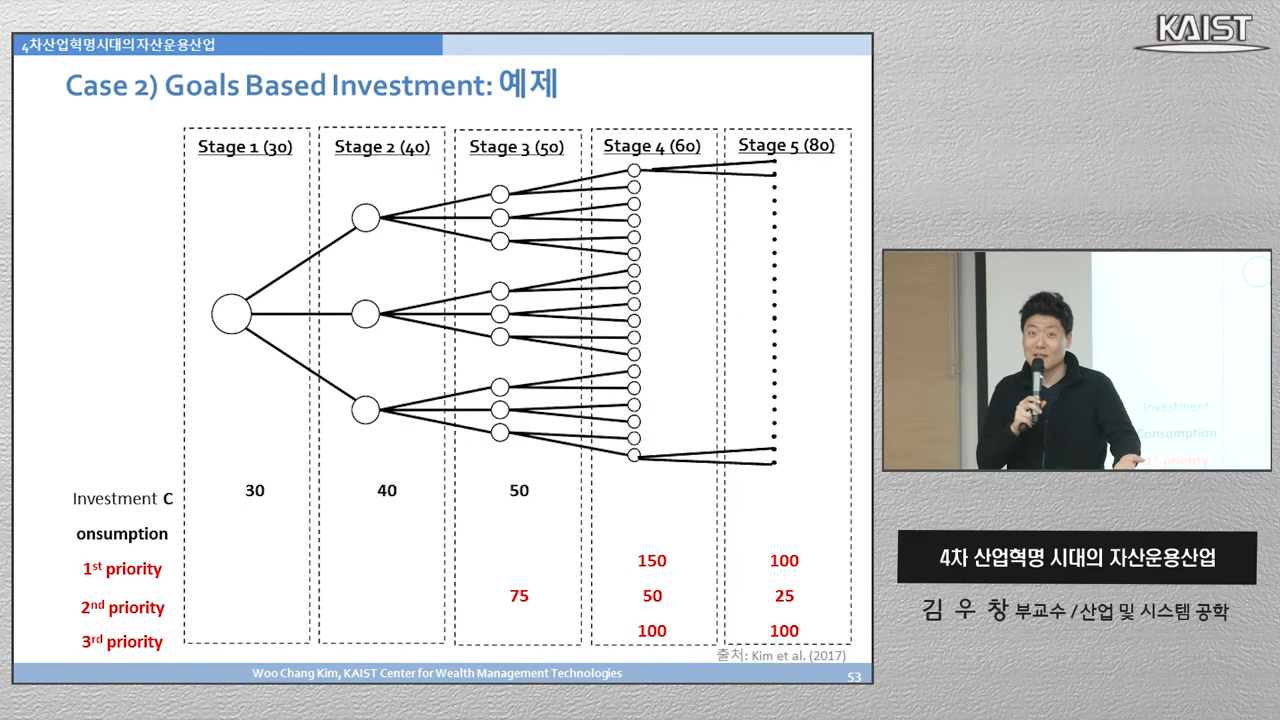 KAIST
4차산업혁명시대의자산운용산업
Case 2) Goals Based Investment: 예제
Stage 1 (30) Stage 2 (40) Stage 3 (50) Stage 4 (60) Stage 5 (80)
Investment C 30 40 50
onsumption
1st priority 150 100
2nd priority 75 50 25
3rd priority 100 100
출처: Kim et al. (2017)
Woo Chang Kim, KAIST Center for Wealth Management Technologies 53
Investment
Consumption
1st priority
4차 산업혁명 시대의 자산운용산업
김 우 창 부교수 / 산업 및 시스템 공학